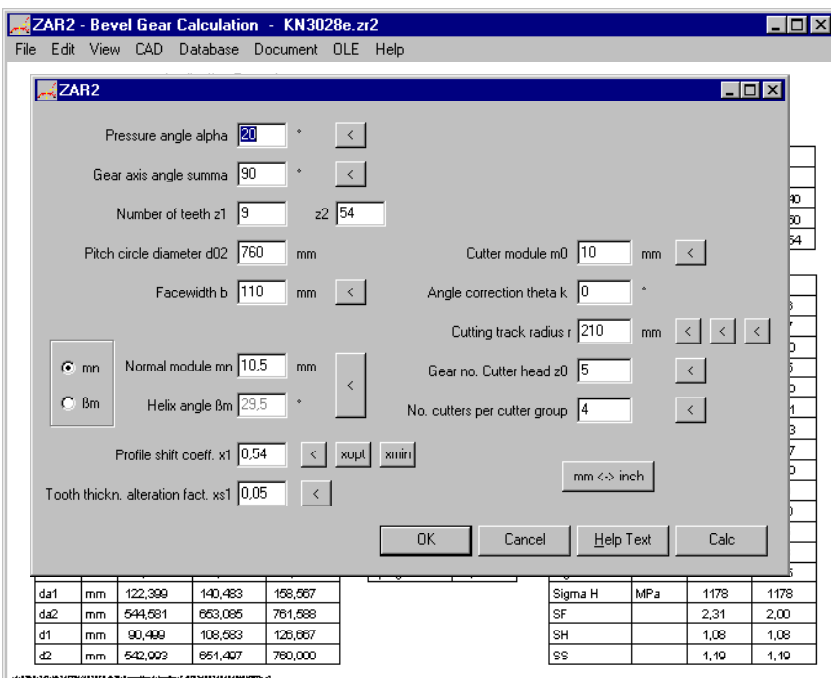 ZAR2 - Bevel Gear Calculation - KN3028e.zr2
File Edit View CAD Database Document OLE Help
ZAR2
Pressure angle alpha 20 ° <
Gear axis angle summa 90 ° <
Number of teeth z1 9 z2 54
Pitch circle diameter d02 760 mm Cutter module m0 10 mm <
Facewidth b 110 mm < Angle correction theta k 0 °
Cutting track radius r 210 mm < < <
mn Normal module mn 10.5 mm < Gear no. Cutter head z0 5 <
ßm Helix angle ßm 29,5 ° No. cutters per cutter group 4 <
Profile shift coeff. x1 0,54 < xopt xmin
mm <-> inch
Tooth thickn. alteration fact. xs1 0,05 <
OK Cancel Help Text Calc
da1 mm 122,399 140,483 158,567 Sigma H MPa 1178 1178
da2 mm 544,581 653,085 761,588 SF 2,31 2,00
d1 mm 90,499 108,583 126,667 SH 1,08 1,08
d2 mm 542,993 651,497 760,000 SS 1,19 1,19